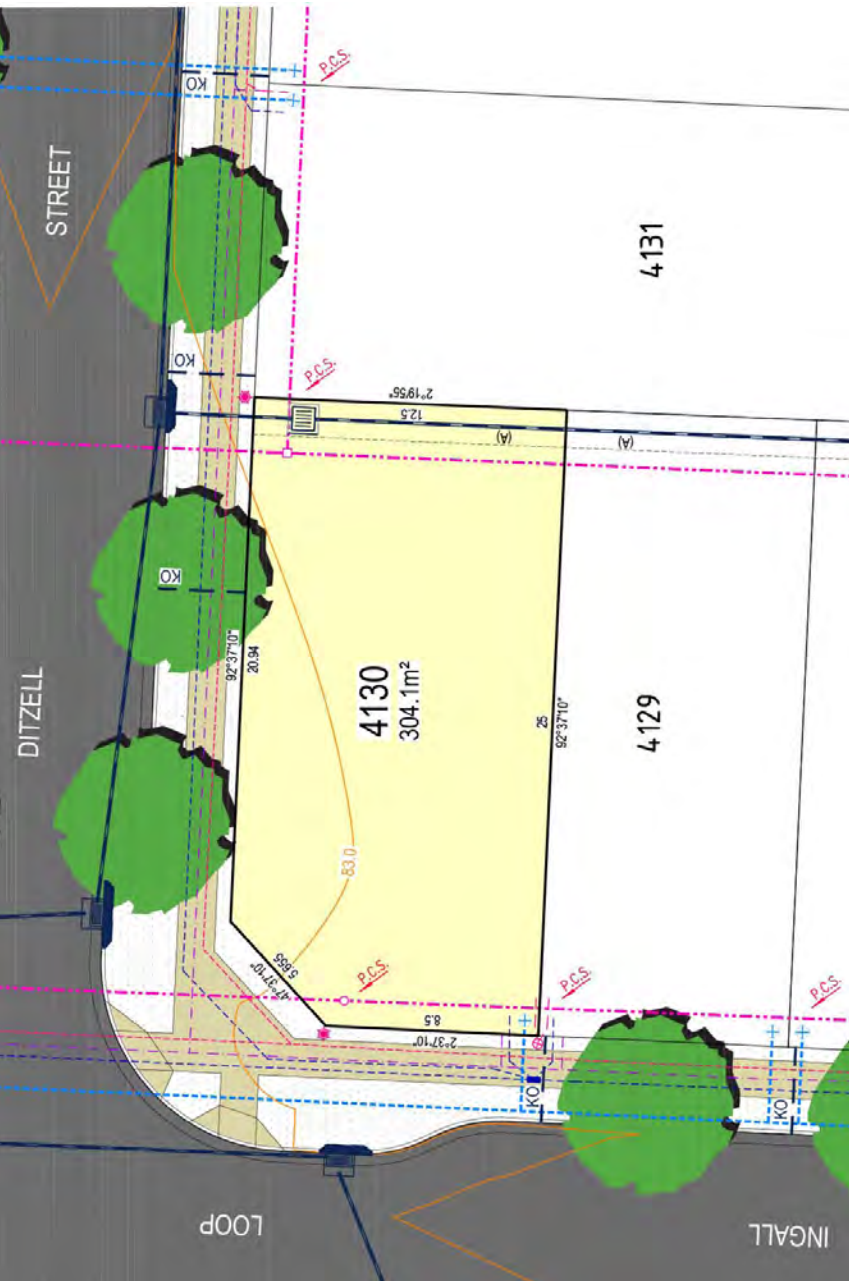 P.C.S.
KO
STREET
4131
KO
P.C.S.
2°19'55"
12.5
(A)
(A)
KO
92°37'10"
20.94
DITZELL
4130
304.1m²
25
92°37'10"
4129
83.0
5.655
47°37'10"
P.C.S.
P.C.S.
P.C.S.
8.5
2°37'10"
KO
KO
LOOP
INGALL